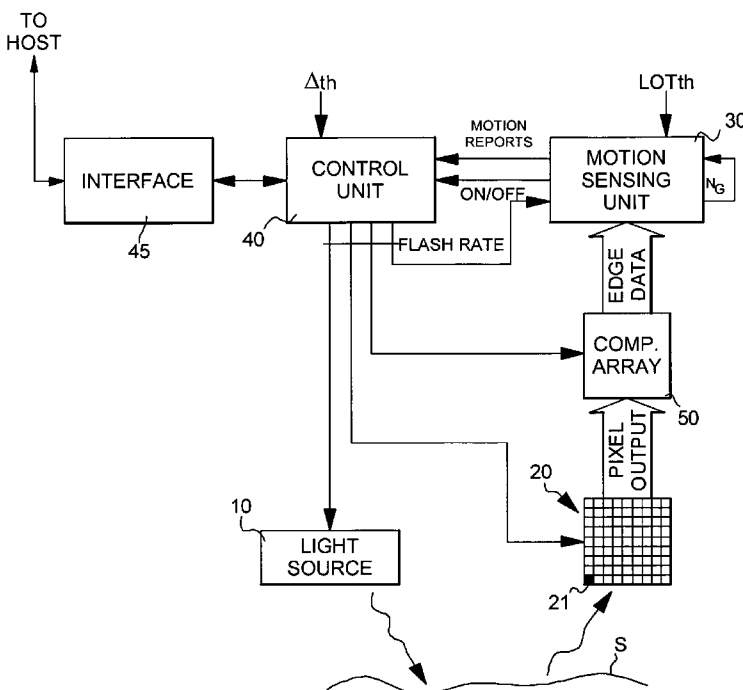 TO
HOST
Δth
LOTth
30
MOTION
REPORTS
INTERFACE
CONTROL
UNIT
MOTION
SENSING
UNIT
NG
ON/OFF
45
40
FLASH RATE
EDGE
DATA
COMP.
ARRAY
50
PIXEL
OUTPUT
20
10
LIGHT
SOURCE
21
S